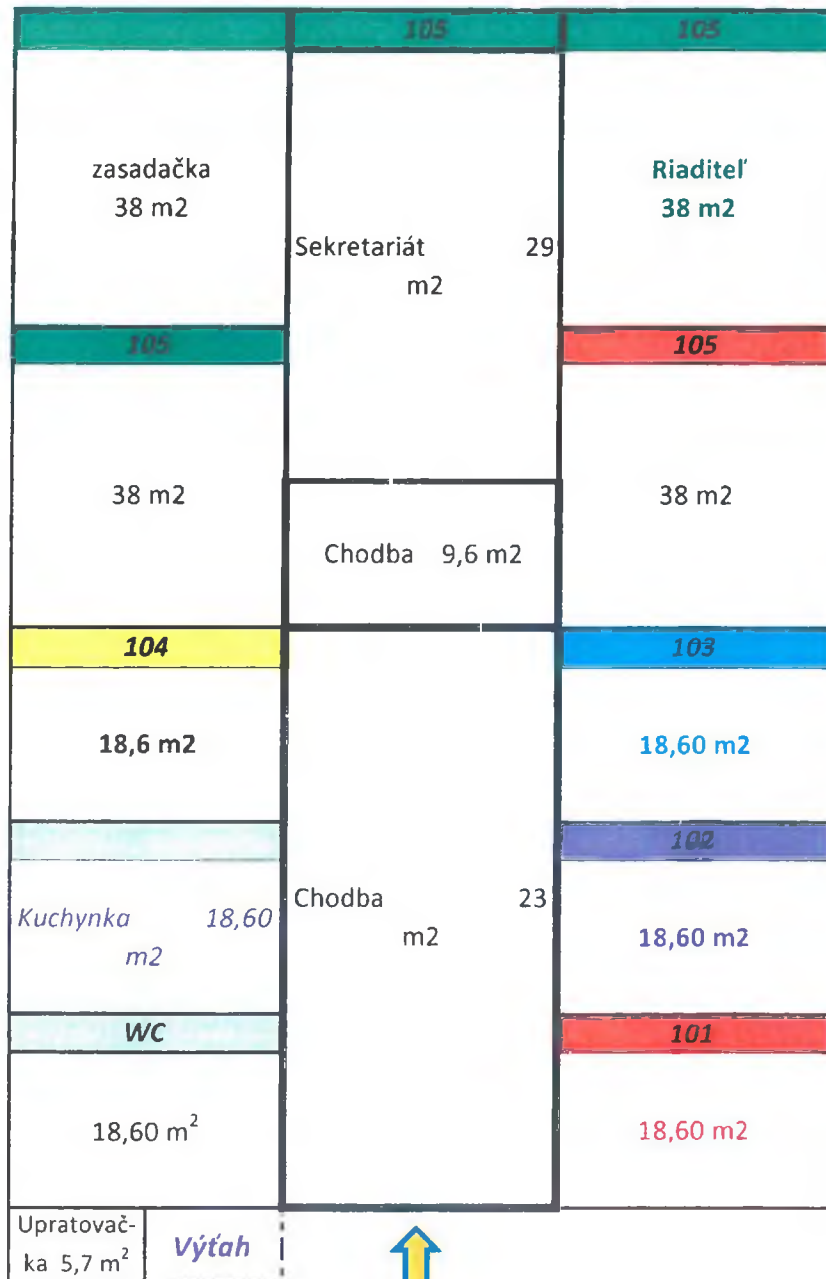 105
105
zasadačka
38 m2
Sekretariát 29
m2
Riaditeľ
38 m2
105
105
38 m2
38 m2
Chodba 9,6 m2
104
103
18,6 m2
18,60 m2
102
Kuchynka 18,60
m2
Chodba 23
m2
18,60 m2
WC
101
18,60 m²
18,60 m2
Upratovač-
ka 5,7 m²
Výťah